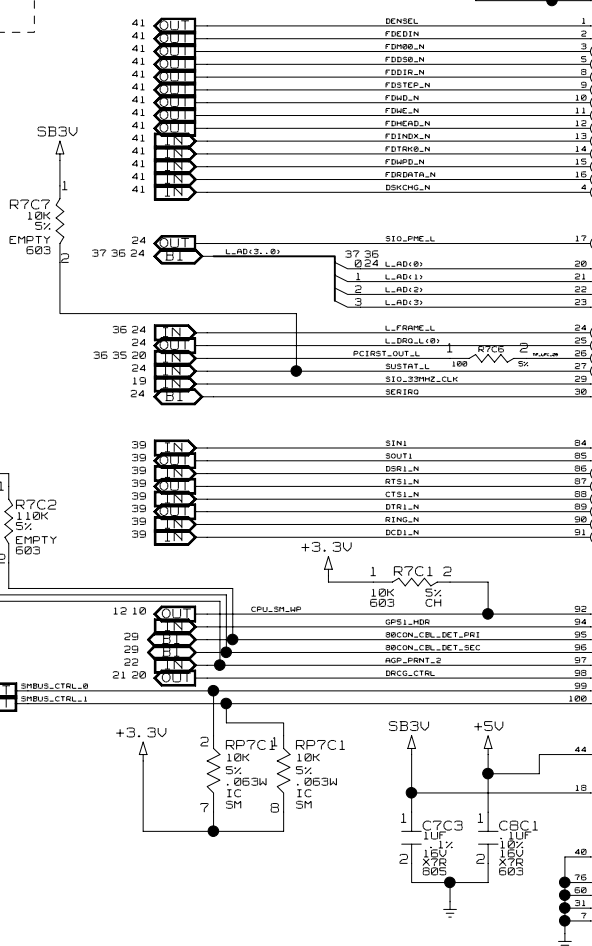 41 OUT DENSEL 1
41 OUT FDEDIN 2
41 OUT FDM00_N 3
41 OUT FDDS0_N 5
41 OUT FDDIR_N 8
41 OUT FDSTEP_N 9
41 OUT FDWD_N 10
41 OUT FDWE_N 11
41 OUT FDHEAD_N 12
41 IN FDINDX_N 13
41 IN FDTRK0_N 14
41 IN FDWPD_N 15
41 IN FDRDATA_N 16
41 IN DSKCHG_N 4
SB3V
1
R7C7
10K
5%
EMPTY
603
2
24 OUT SIO_PME_L 17
37 36 24 BI L_AD(3..0) 37 36
0 24 L_AD(0) 20
1 L_AD(1) 21
2 L_AD(2) 22
3 L_AD(3) 23
36 24 IN L_FRAME_L 24
24 OUT L_DRQ_L(0) 25
36 35 20 IN PCIRST_OUT_L 1 R7C6 2 26
100 5%
24 IN SUSTAT_L 27
19 IN SIO_33MHZ_CLK 29
24 BI SERIRQ 30
39 IN SIN1 84
39 OUT SOUT1 85
39 IN DSR1_N 86
39 OUT RTS1_N 87
39 IN CTS1_N 88
39 OUT DTR1_N 89
39 IN RING_N 90
39 IN DCD1_N 91
1
R7C2
110K
5%
EMPTY
603
2
+3.3V
1 R7C1 2
10K 5%
603 CH
12 10 OUT CPU_SM_WP 92
IN GPS1_HDR 94
29 BI 80CON_CBL_DET_PRI 95
29 BI 80CON_CBL_DET_SEC 96
22 IN AGP_PRNT_2 97
21 20 OUT DRCG_CTRL 98
T SMBUS_CTRL_0 99
T SMBUS_CTRL_1 100
+3.3V
2 RP7C1
10K
5%
.063W
IC
7 SM
1 RP7C1
10K
5%
.063W
IC
8 SM
SB3V
+5V
44
18
1 C7C3
1UF
.1%
16V
2 X7R
805
1 C8C1
.1UF
10%
16V
2 X7R
603
40
76
60
31
7